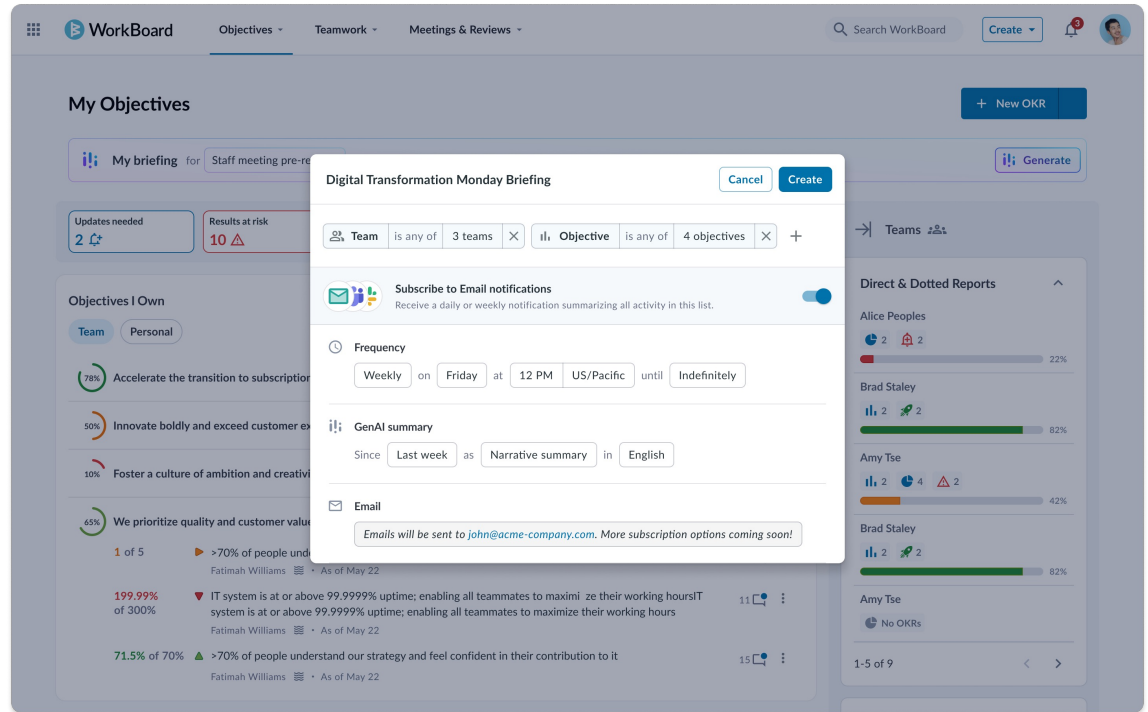 WorkBoard
Objectives
Teamwork
Meetings & Reviews
Search WorkBoard
Create
3
My Objectives
+ New OKR
My briefing for Staff meeting pre-re
Generate
Digital Transformation Monday Briefing
Cancel
Create
Team is any of 3 teams
Objective is any of 4 objectives
Subscribe to Email notifications
Receive a daily or weekly notification summarizing all activity in this list.
Frequency
Weekly on Friday at 12 PM US/Pacific until Indefinitely
GenAI summary
Since Last week as Narrative summary in English
Email
Emails will be sent to john@acme-company.com. More subscription options coming soon!
Updates needed
2
Results at risk
10
Objectives I Own
Team
Personal
78% Accelerate the transition to subscription
50% Innovate boldly and exceed customer ex
10% Foster a culture of ambition and creativi
65% We prioritize quality and customer value
1 of 5
>70% of people unde
Fatimah Williams • As of May 22
199.99%
of 300%
IT system is at or above 99.9999% uptime; enabling all teammates to maximi ze their working hoursIT
system is at or above 99.9999% uptime; enabling all teammates to maximize their working hours
Fatimah Williams • As of May 22
11
71.5% of 70%
>70% of people understand our strategy and feel confident in their contribution to it
Fatimah Williams • As of May 22
15
Teams
Direct & Dotted Reports
Alice Peoples
2 2
22%
Brad Staley
2 2
82%
Amy Tse
2 4 2
42%
Brad Staley
2 2
82%
Amy Tse
No OKRs
1-5 of 9